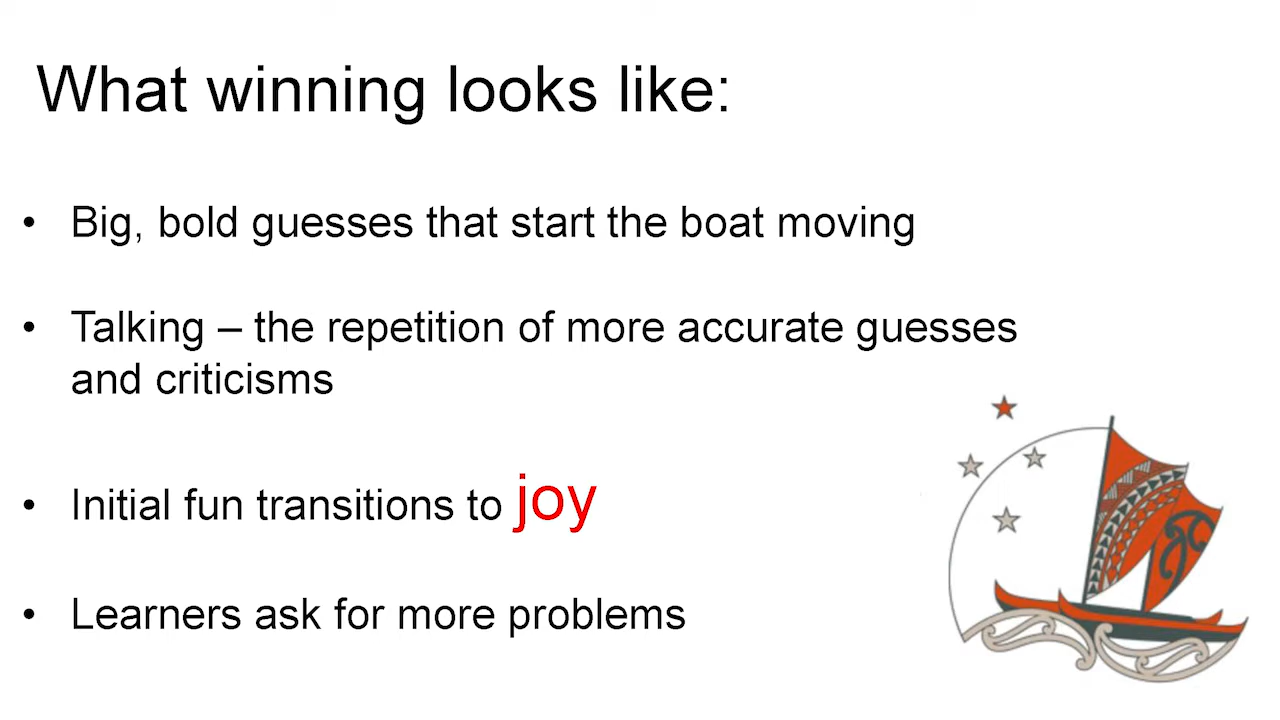 What winning looks like:
• Big, bold guesses that start the boat moving
• Talking – the repetition of more accurate guesses
and criticisms
• Initial fun transitions to joy
• Learners ask for more problems